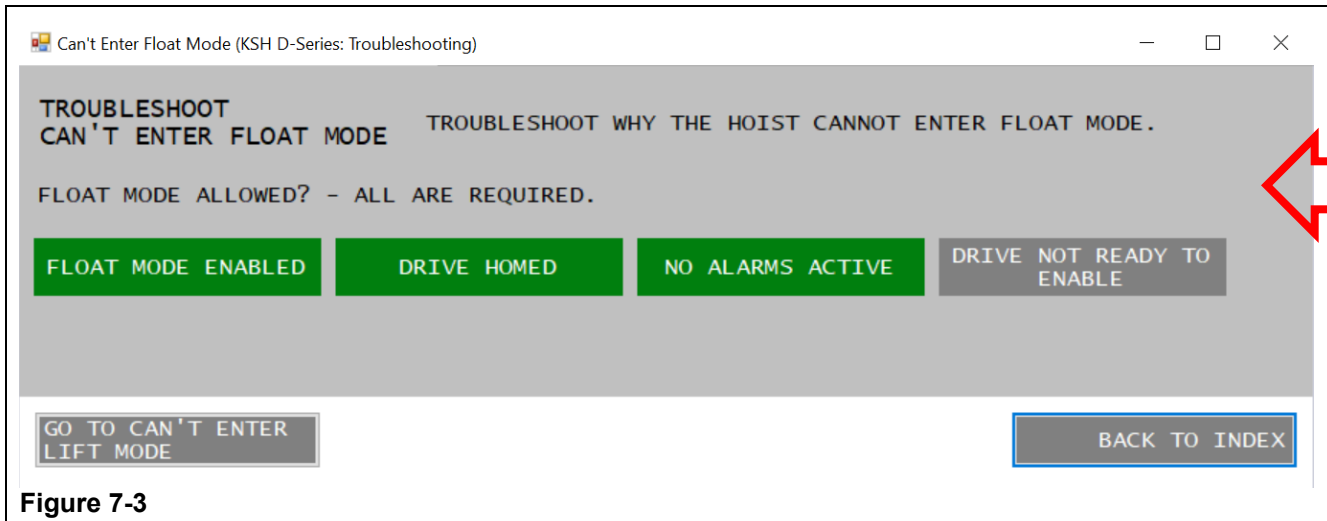 Can't Enter Float Mode (KSH D-Series: Troubleshooting)
TROUBLESHOOT
CAN'T ENTER FLOAT MODE
TROUBLESHOOT WHY THE HOIST CANNOT ENTER FLOAT MODE.
FLOAT MODE ALLOWED? - ALL ARE REQUIRED.
FLOAT MODE ENABLED
DRIVE HOMED
NO ALARMS ACTIVE
DRIVE NOT READY TO
ENABLE
GO TO CAN'T ENTER
LIFT MODE
BACK TO INDEX
Figure 7-3